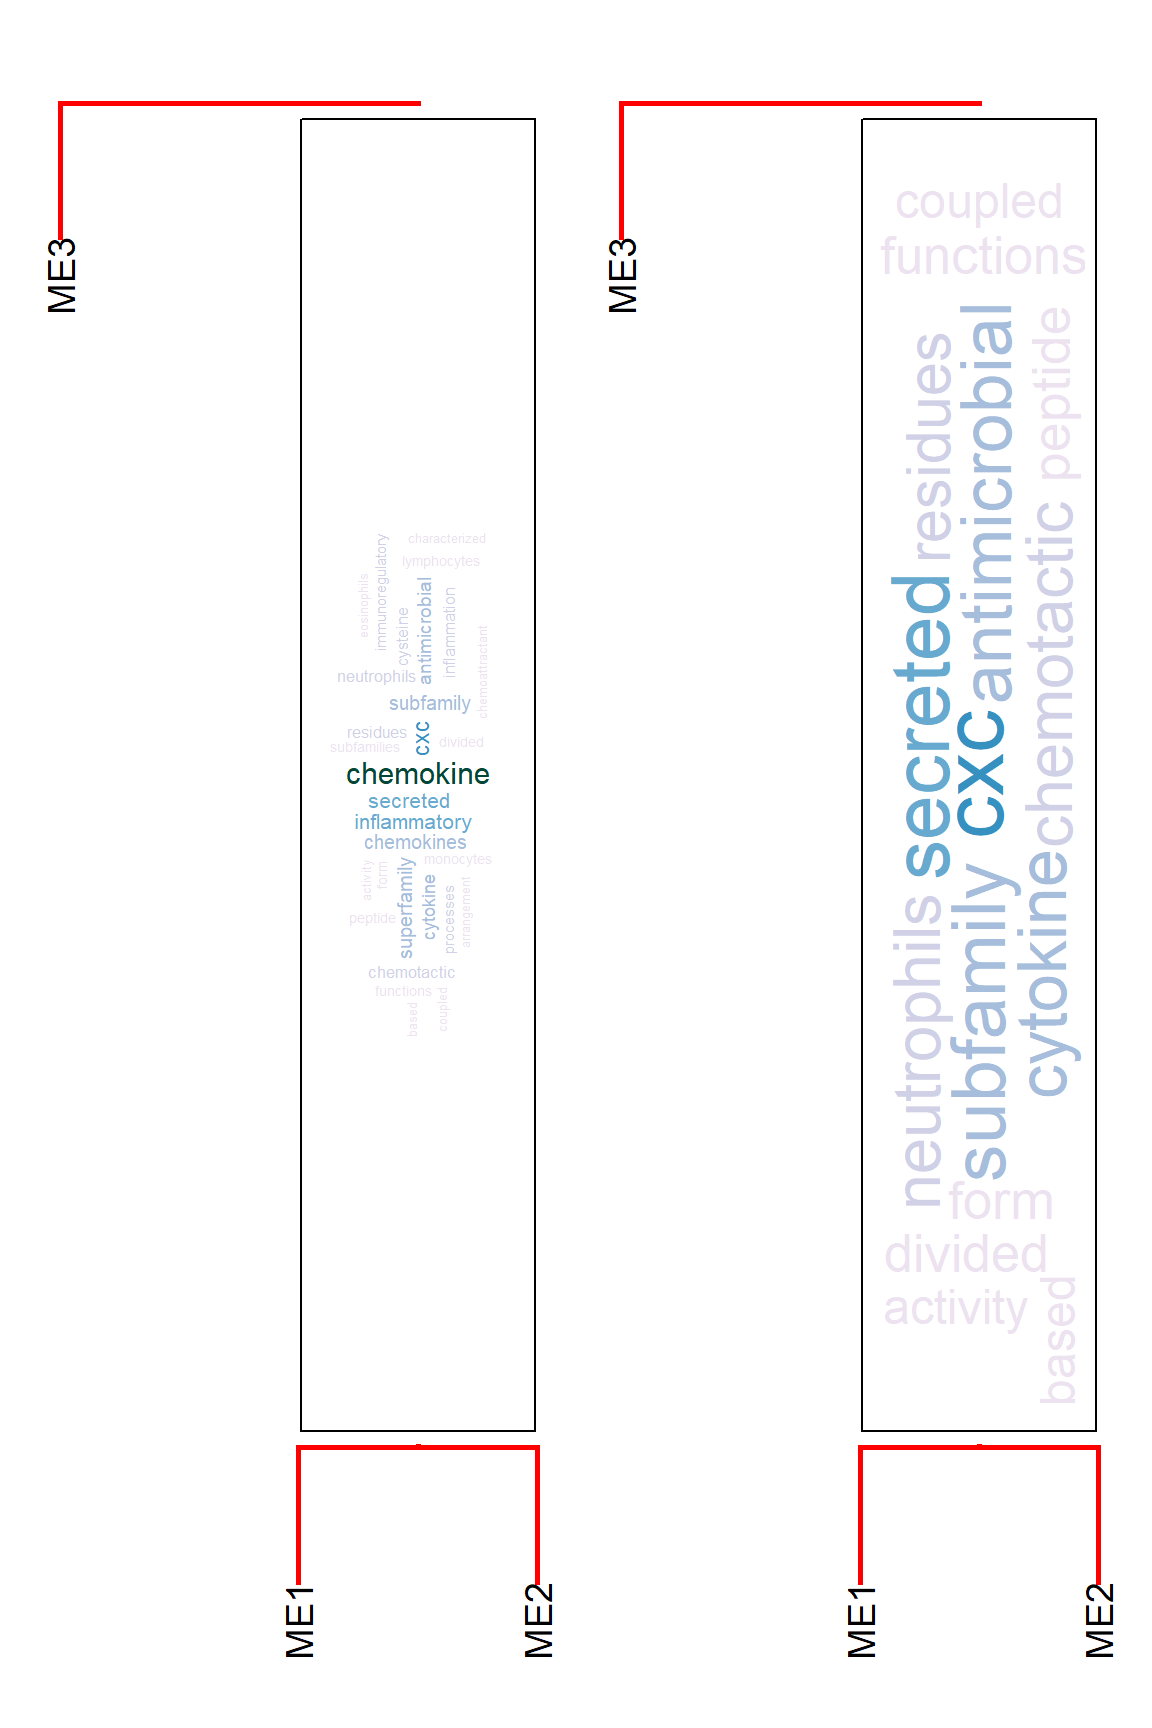 ME3
characterized
lymphocytes
immunoregulatory
eosinophils
antimicrobial
inflammation
cysteine
chemoattractant
neutrophils
subfamily
cxc
residues
divided
subfamilies
chemokine
secreted
inflammatory
chemokines
monocytes
superfamily
activity
form
cytokine
arrangement
processes
peptide
chemotactic
functions
coupled
based
ME1
ME2
ME3
coupled
functions
residues
antimicrobial
peptide
secreted
cxc
chemotactic
neutrophils
subfamily
cytokine
form
divided
activity
based
ME1
ME2